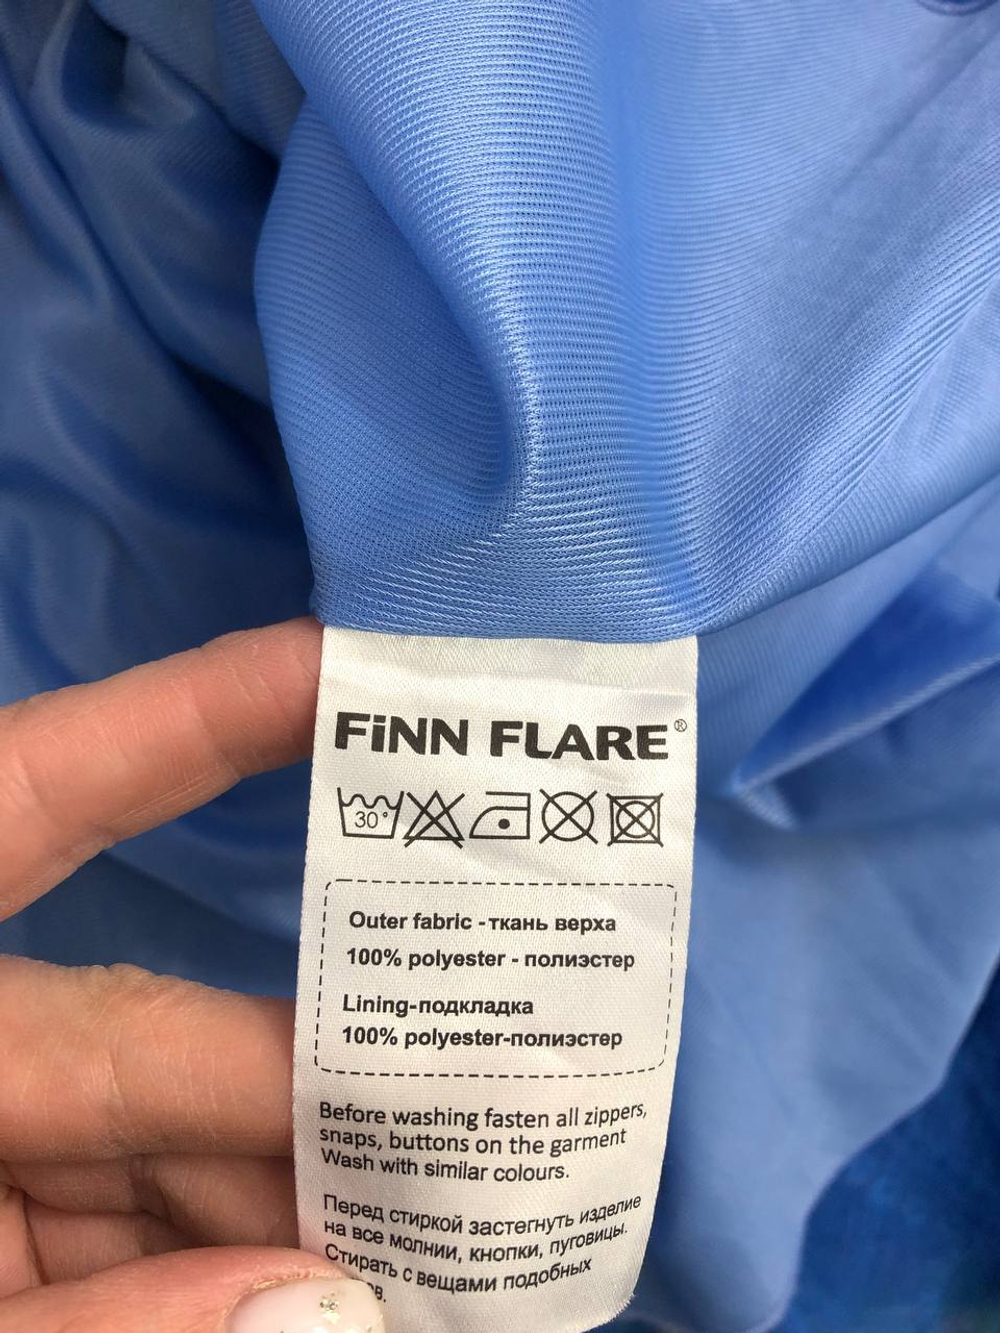 FiNN FLARE®
30°
Outer fabric - ткань верха
100% polyester - полиэстер
Lining-подкладка
100% polyester-полиэстер
Before washing fasten all zippers,
snaps, buttons on the garment
Wash with similar colours.
Перед стиркой застегнуть изделие
на все молнии, кнопки, пуговицы.
Стирать с вещами подобных